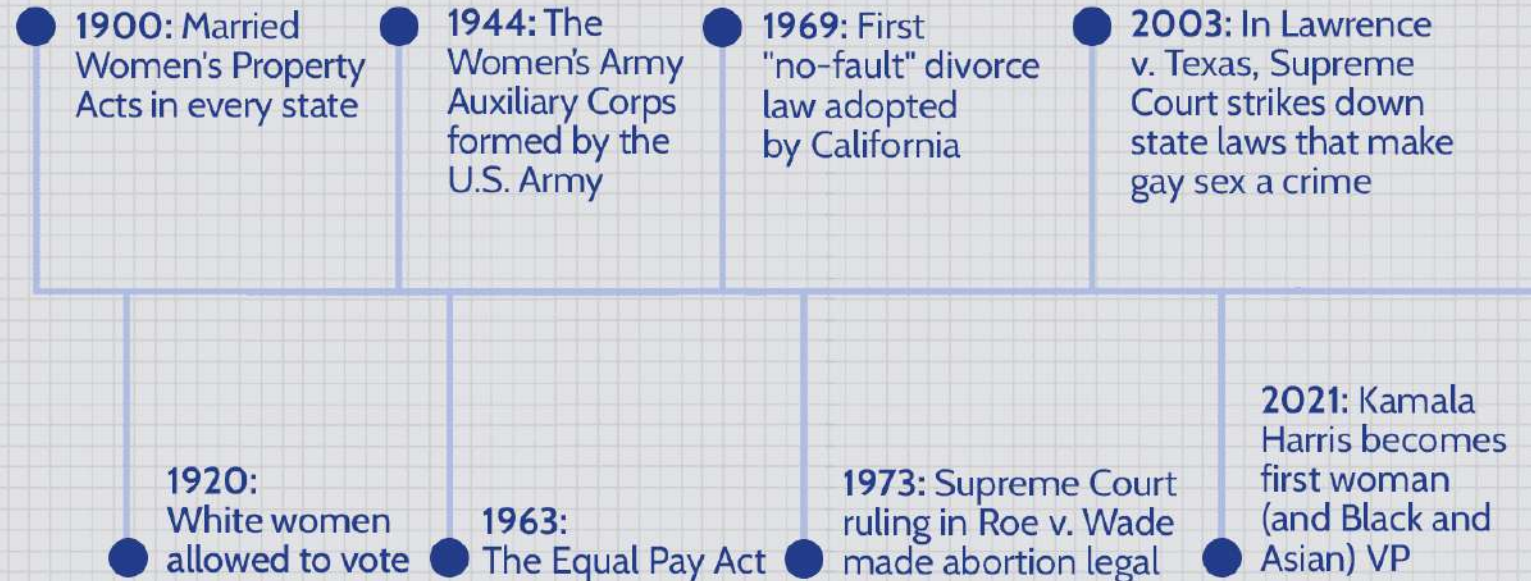 1900: Married
Women's Property
Acts in every state
1944: The
Women's Army
Auxiliary Corps
formed by the
U.S. Army
1969: First
"no-fault" divorce
law adopted
by California
2003: In Lawrence
v. Texas, Supreme
Court strikes down
state laws that make
gay sex a crime
1920:
White women
allowed to vote
1963:
The Equal Pay Act
1973: Supreme Court
ruling in Roe v. Wade
made abortion legal
2021: Kamala
Harris becomes
first woman
(and Black and
Asian) VP